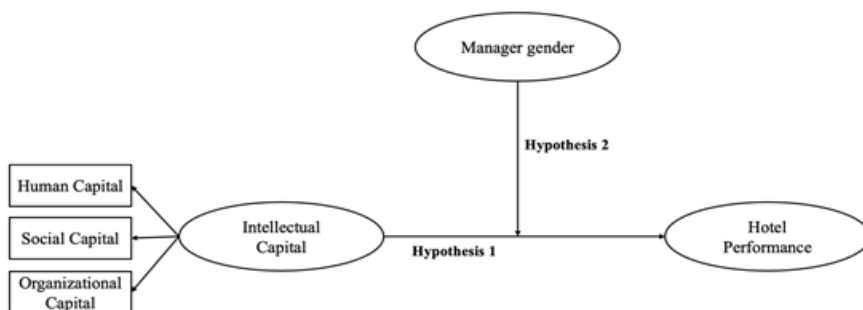 Manager gender
Hypothesis 2
Human Capital
Social Capital
Organizational
Capital
Intellectual
Capital
Hypothesis 1
Hotel
Performance